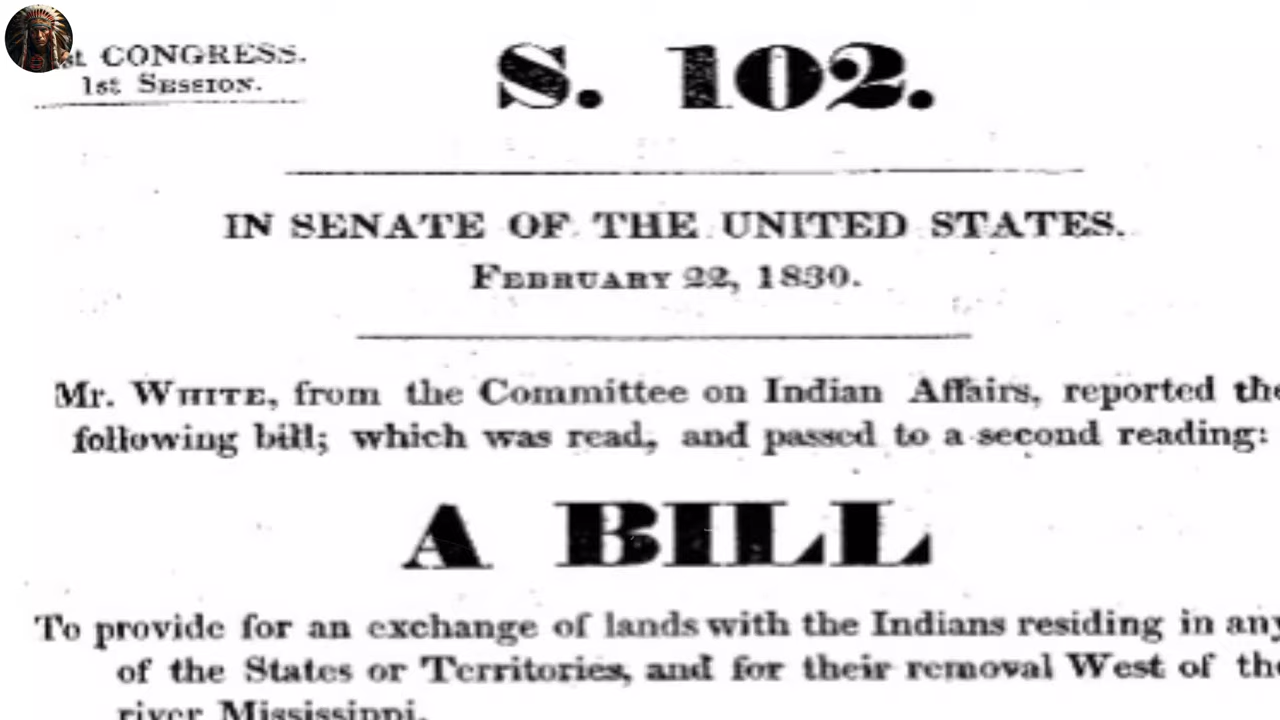 st CONGRESS.
1st SESSION.
S. 102.
IN SENATE OF THE UNITED STATES.
FEBRUARY 22, 1830.
Mr. WHITE, from the Committee on Indian Affairs, reported the
following bill; which was read, and passed to a second reading:
A BILL
To provide for an exchange of lands with the Indians residing in any
of the States or Territories, and for their removal West of the
river Mississippi.